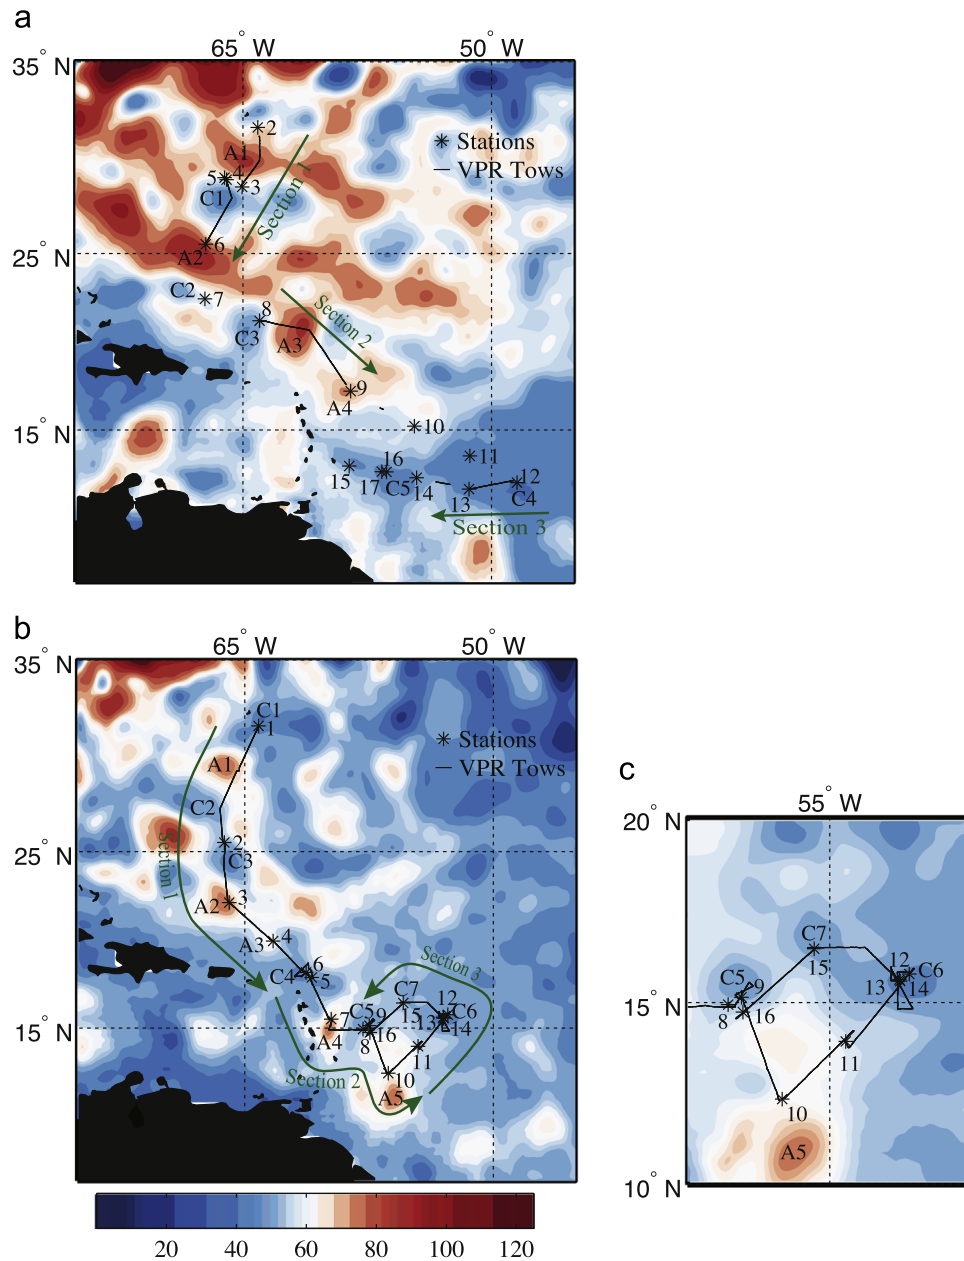 a
65° W 50° W
35° N
2
Stations
VPR Tows
A1
5 4
3
C1
Section 1
6
A2
25° N
C2
7
8
C3
Section 2
A3
9
A4
10
15° N
16
11
15
17 C5
14
12
13
C4
Section 3
b
65° W 50° W
35° N
C1
1
Stations
VPR Tows
A1
C2
2
25° N
C3
Section 1
3
A2
4
A3
6
C4
5
Section 3
C7
7
C5 9
12
15° N
A4
16
15
13
C6
14
8
11
Section 2
10
A5
20 40 60 80 100 120
c
55° W
20° N
C7
15
12
C6
C5
9
13
14
15° N
8
16
11
10
A5
10° N